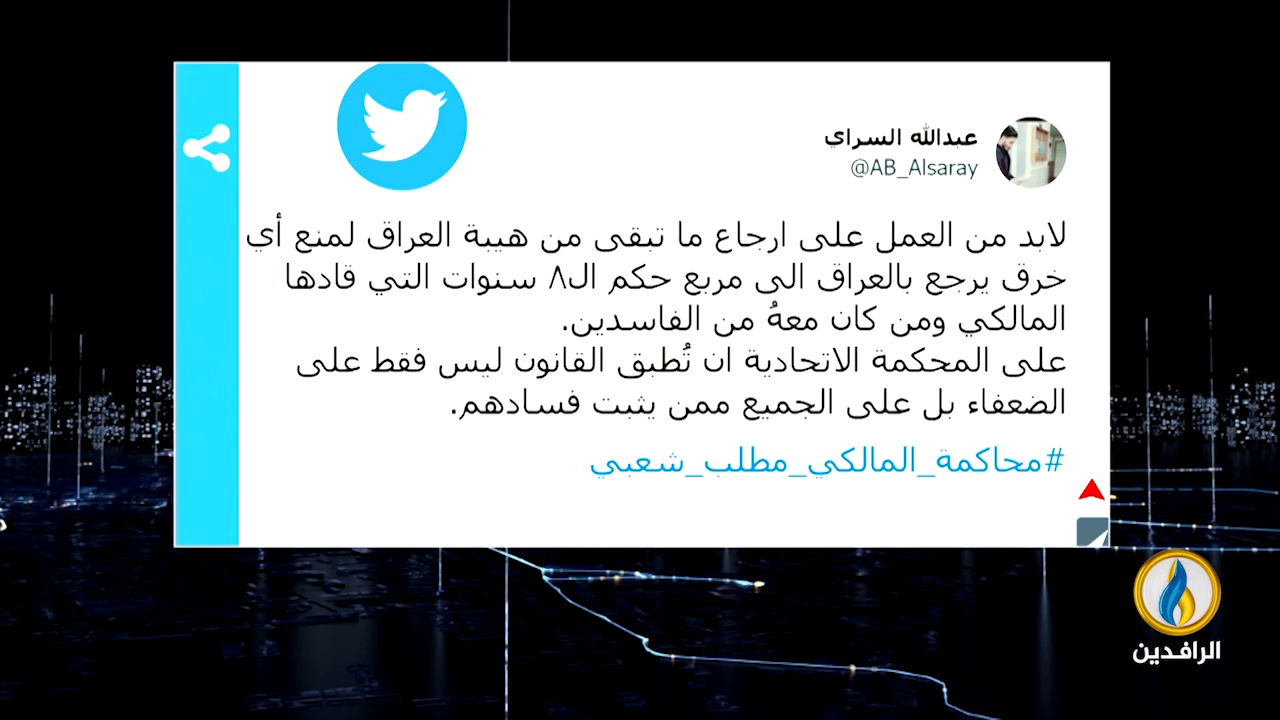 عبدالله السراي
@AB_Alsaray
لابد من العمل على ارجاع ما تبقى من هيبة العراق لمنع أي
خرق يرجع بالعراق الى مربع حكم ال٨ سنوات التي قادها
المالكي ومن كان معهُ من الفاسدين.
على المحكمة الاتحادية ان تُطبق القانون ليس فقط على
الضعفاء بل على الجميع ممن يثبت فسادهم.
#محاكمة_المالكي_مطلب_شعبي
الرافدين